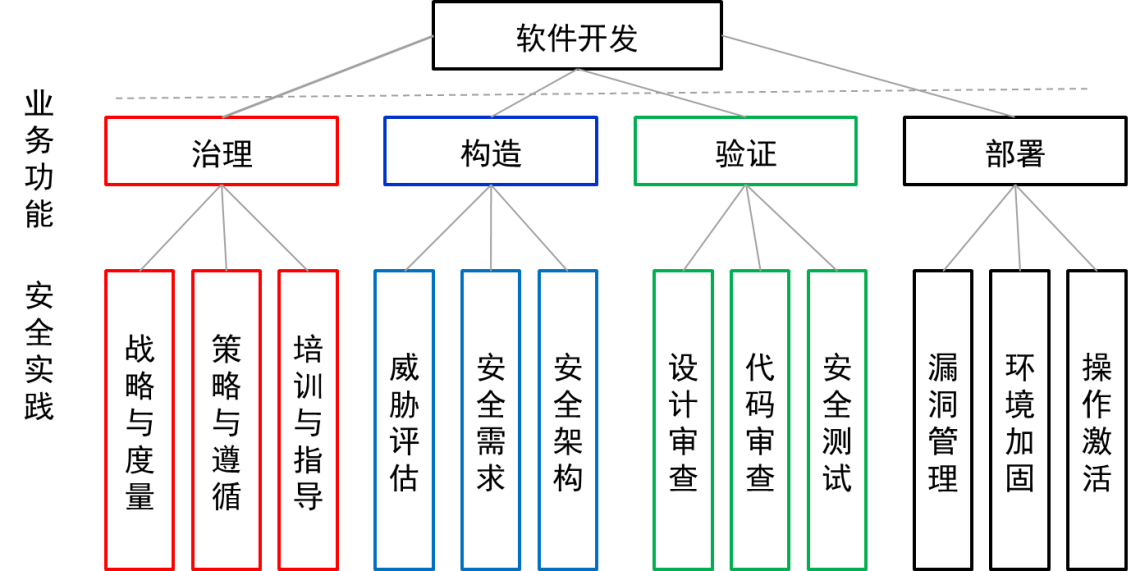 软件开发
业务功能
治理
构造
验证
部署
安全实践
战略与度量
策略与遵循
培训与指导
威胁评估
安全需求
安全架构
设计审查
代码审查
安全测试
漏洞管理
环境加固
操作激活